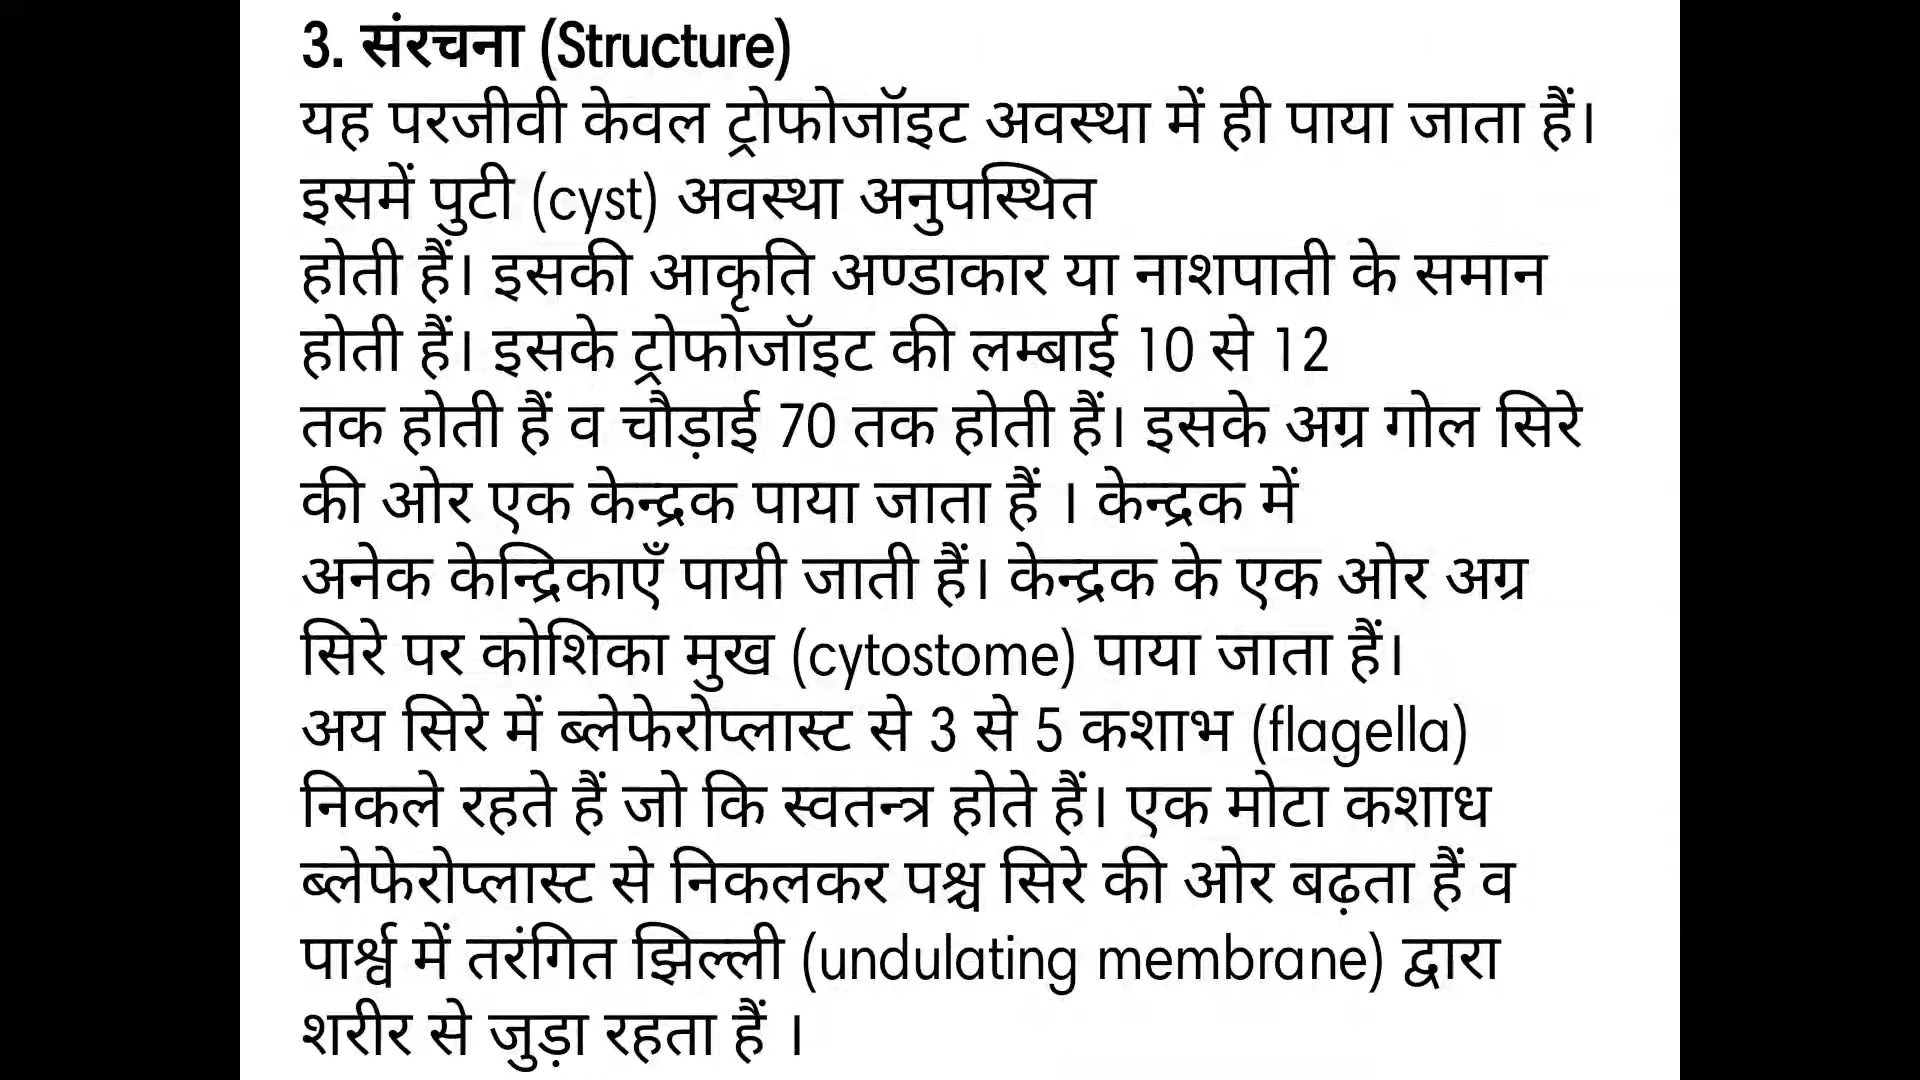 3. संरचना (Structure)
यह परजीवी केवल ट्रोफोजॉइट अवस्था में ही पाया जाता हैं।
इसमें पुटी (cyst) अवस्था अनुपस्थित
होती हैं। इसकी आकृति अण्डाकार या नाशपाती के समान
होती हैं। इसके ट्रोफोजॉइट की लम्बाई 10 से 12
तक होती हैं व चौड़ाई 70 तक होती हैं। इसके अग्र गोल सिरे
की ओर एक केन्द्रक पाया जाता हैं । केन्द्रक में
अनेक केन्द्रिकाएँ पायी जाती हैं। केन्द्रक के एक ओर अग्र
सिरे पर कोशिका मुख (cytostome) पाया जाता हैं।
अय सिरे में ब्लेफेरोप्लास्ट से 3 से 5 कशाभ (flagella)
निकले रहते हैं जो कि स्वतन्त्र होते हैं। एक मोटा कशाध
ब्लेफेरोप्लास्ट से निकलकर पश्च सिरे की ओर बढ़ता हैं व
पार्श्व में तरंगित झिल्ली (undulating membrane) द्वारा
शरीर से जुड़ा रहता हैं ।